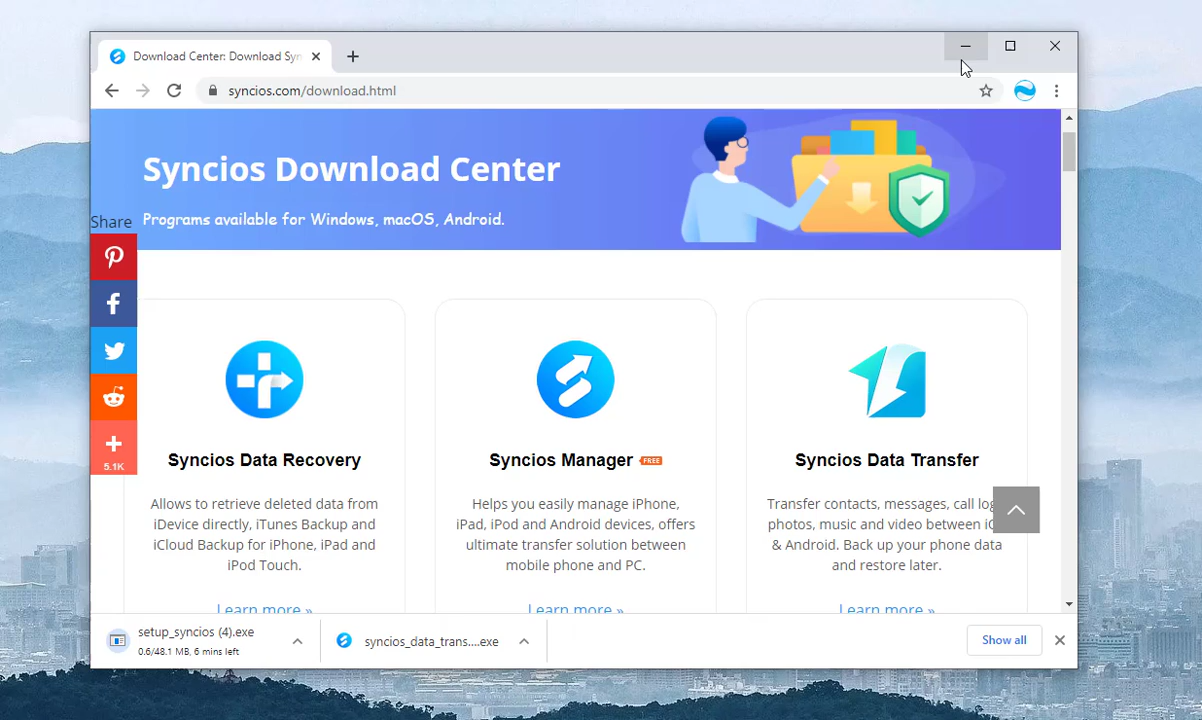 Download Center: Download Syn
syncios.com/download.html
Syncios Download Center
Programs available for Windows, macOS, Android.
Share
5.1K
Syncios Data Recovery
Allows to retrieve deleted data from
iDevice directly, iTunes Backup and
iCloud Backup for iPhone, iPad and
iPod Touch.
Learn more »
Syncios Manager FREE
Helps you easily manage iPhone,
iPad, iPod and Android devices, offers
ultimate transfer solution between
mobile phone and PC.
Learn more »
Syncios Data Transfer
Transfer contacts, messages, call log
photos, music and video between iO
& Android. Back up your phone data
and restore later.
Learn more »
setup_syncios (4).exe
0.6/48.1 MB, 6 mins left
syncios_data_trans....exe
Show all